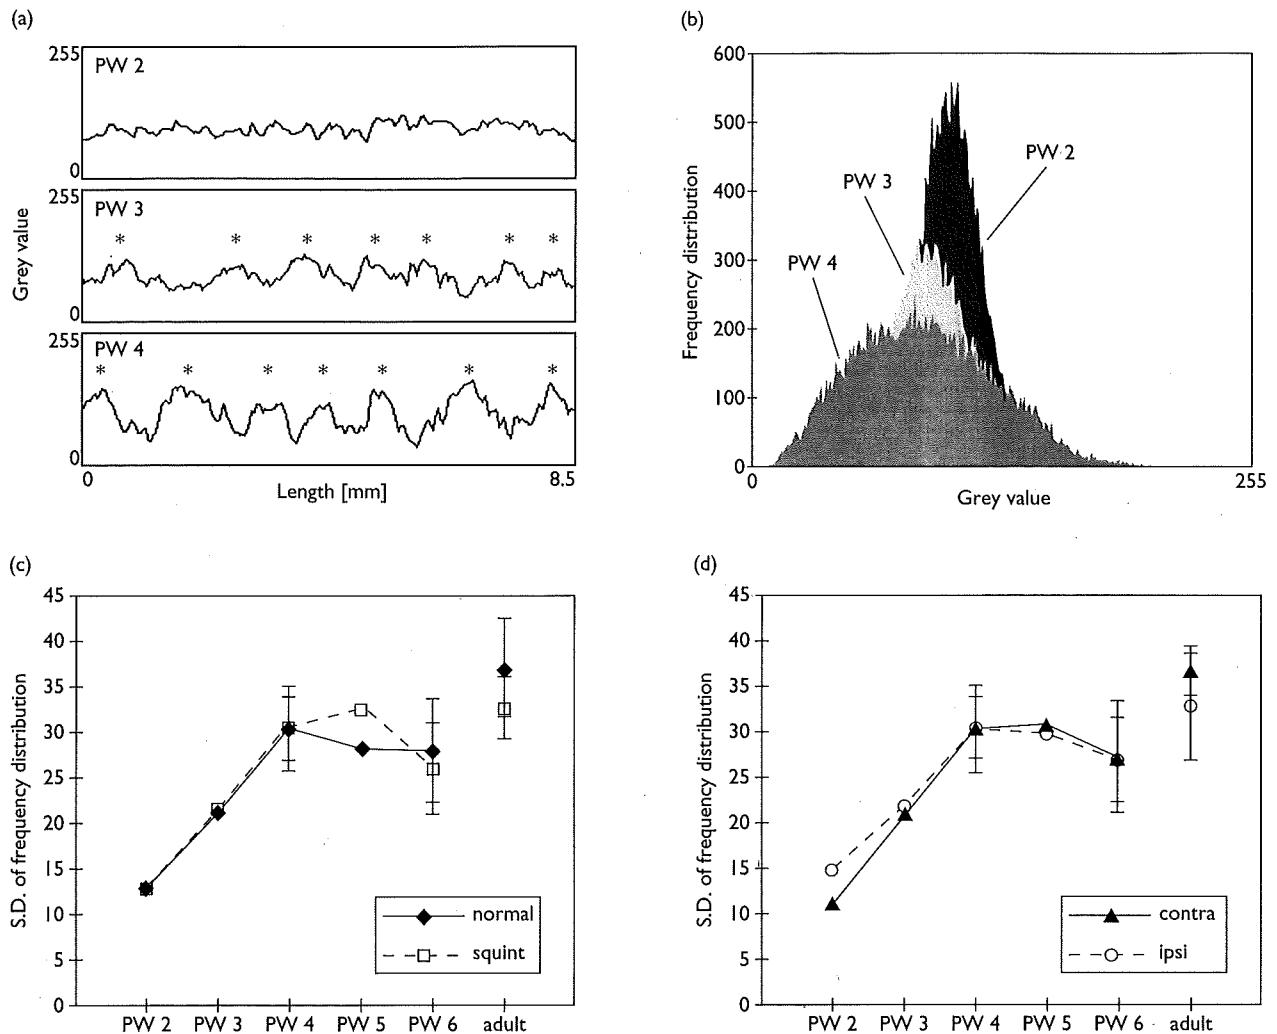 (a)
255
PW 2
0
255
PW 3
* * * * * * *
0
255
PW 4
* * * * * * *
0
Grey value
0 8.5
Length [mm]
(b)
600
500
400
300
200
100
0
Frequency distribution
PW 2
PW 3
PW 4
0 255
Grey value
(c)
45
40
35
30
25
20
15
10
5
0
S.D. of frequency distribution
normal
squint
PW 2 PW 3 PW 4 PW 5 PW 6 adult
(d)
45
40
35
30
25
20
15
10
5
0
S.D. of frequency distribution
contra
ipsi
PW 2 PW 3 PW 4 PW 5 PW 6 adult